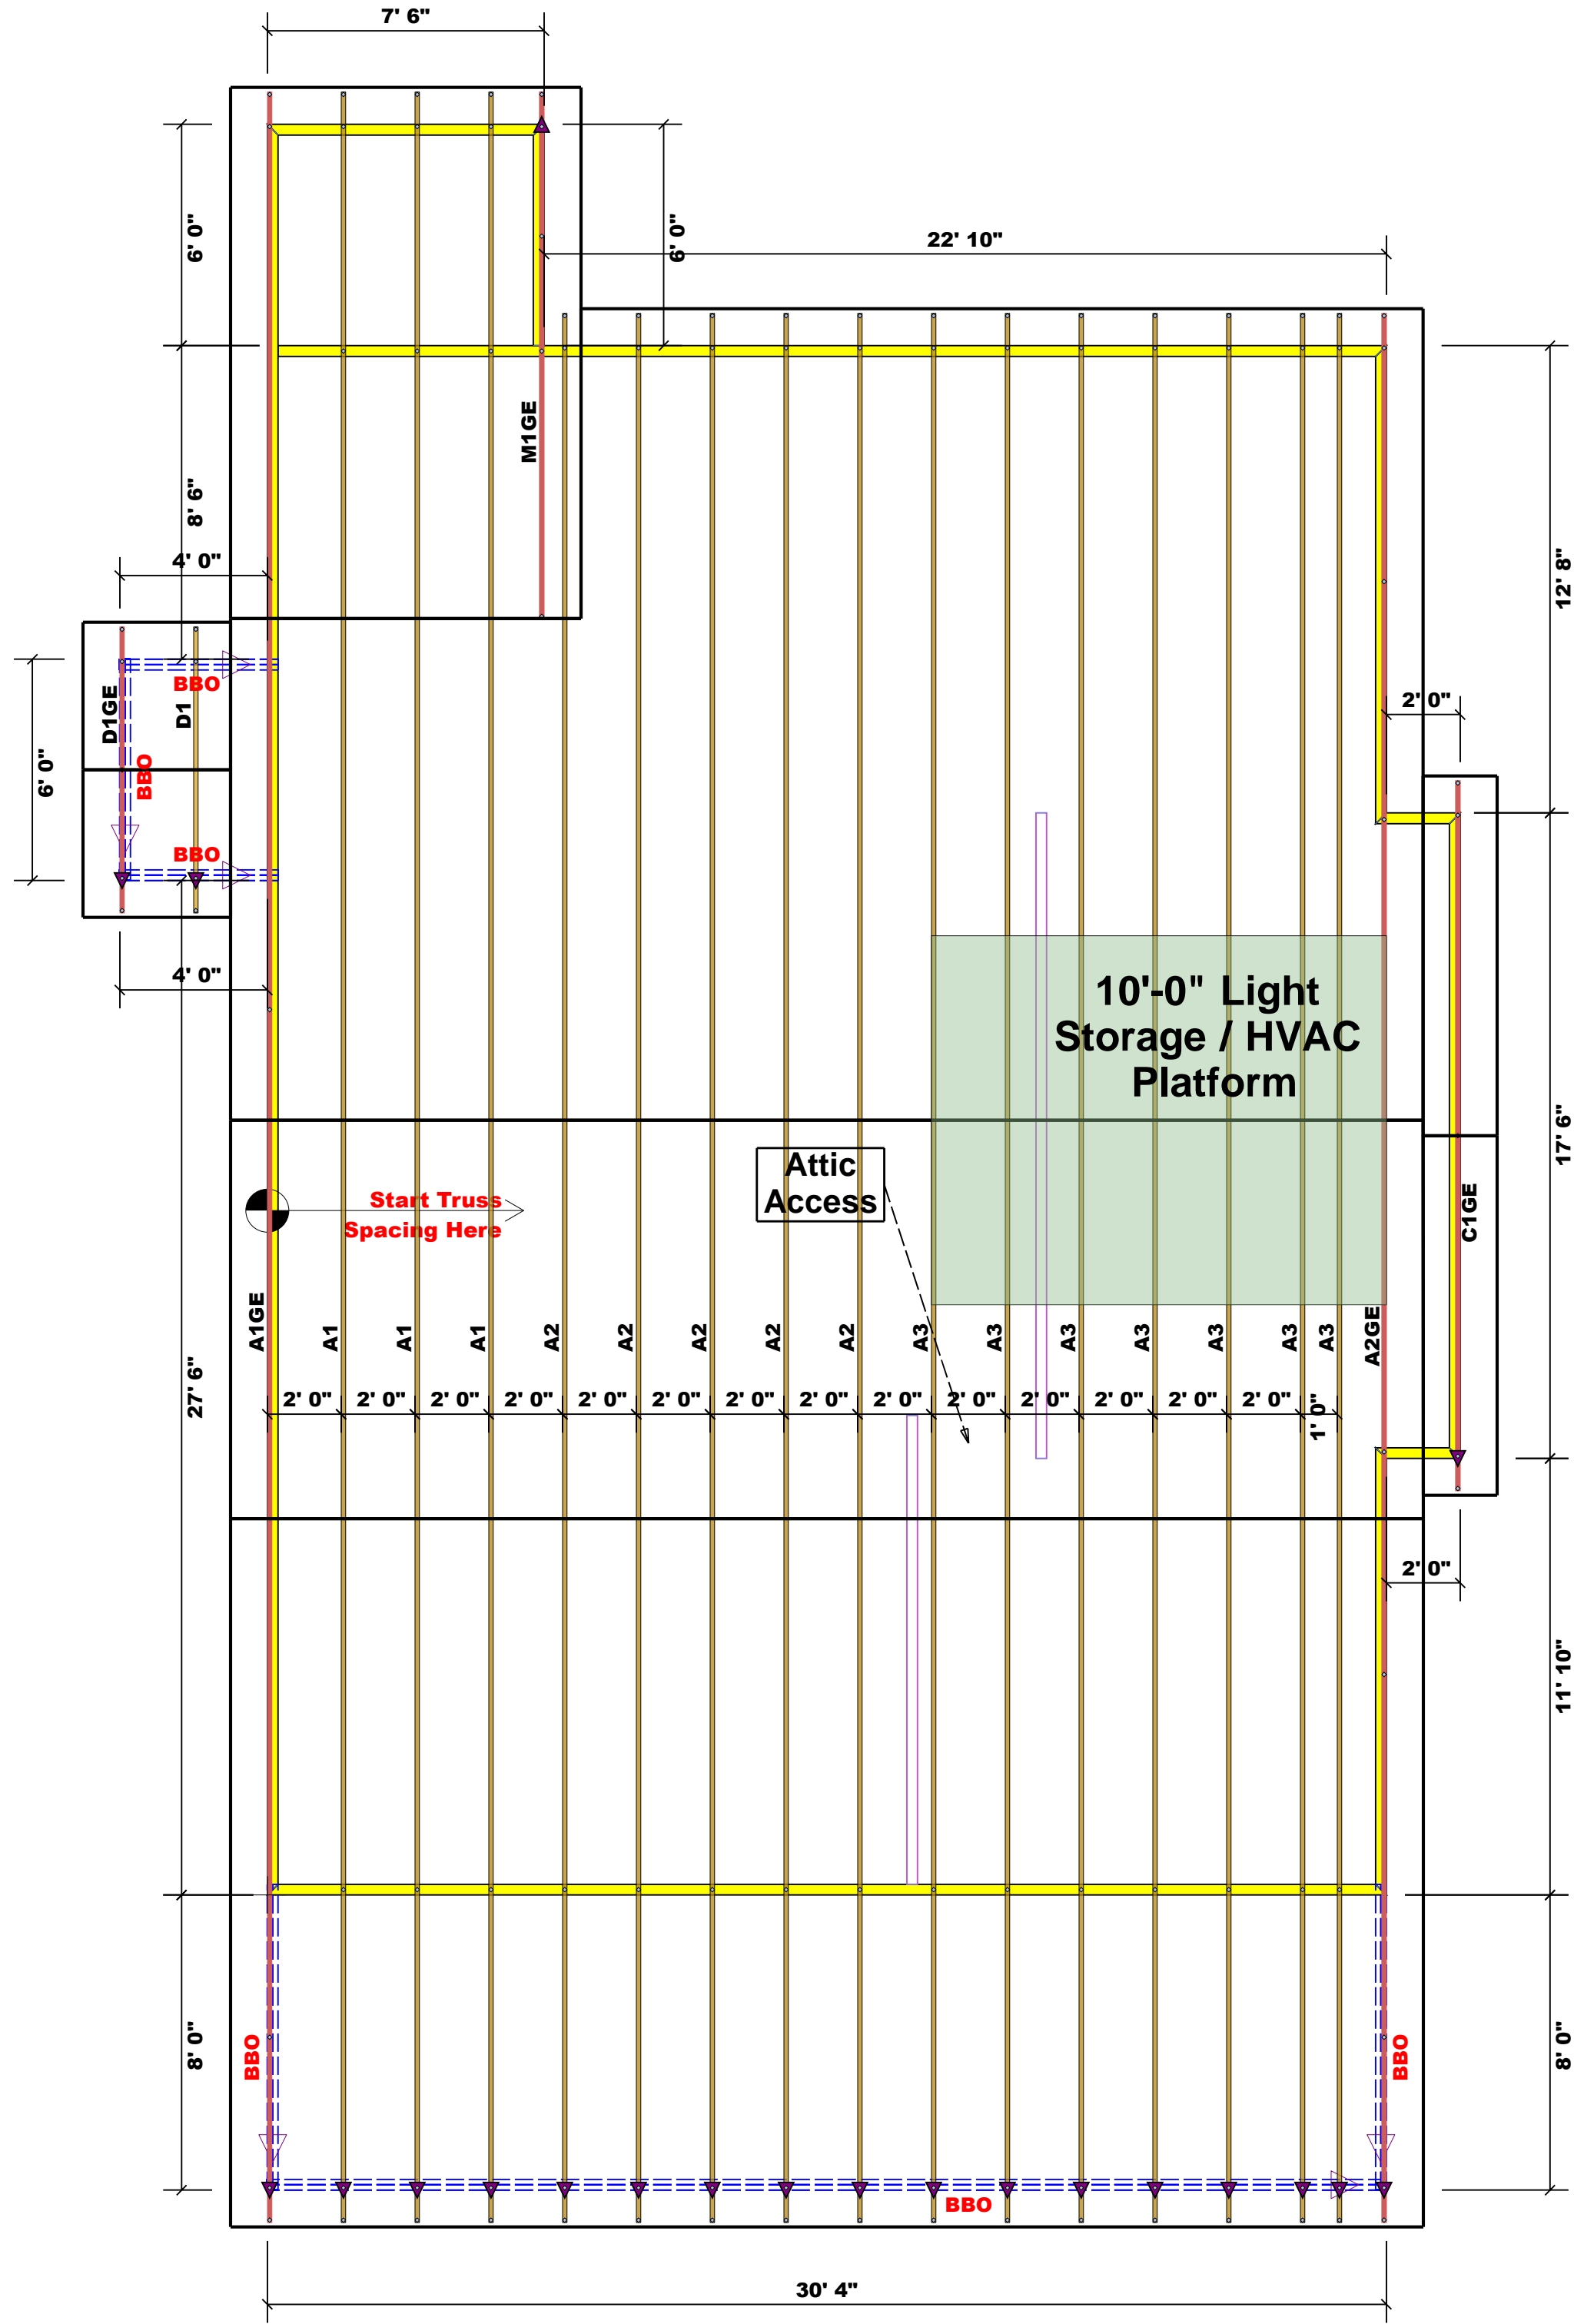 7' 6"
6' 0"
6' 0"
22' 10"
M1GE
8' 6"
12' 8"
4' 0"
BBO
D1GE
D1
2' 0"
6' 0"
BBO
BBO
4' 0"
10'-0" Light
Storage / HVAC
Platform
17' 6"
Attic
Access
Start Truss
Spacing Here
C1GE
A1GE
A1
A1
A1
A2
A2
A2
A2
A2
A3
A3
A3
A3
A3
A3
A3
A2GE
27' 6"
2' 0"
2' 0"
2' 0"
2' 0"
2' 0"
2' 0"
2' 0"
2' 0"
2' 0"
2' 0"
2' 0"
2' 0"
2' 0"
2' 0"
1' 0"
2' 0"
11' 10"
8' 0"
BBO
BBO
8' 0"
BBO
30' 4"